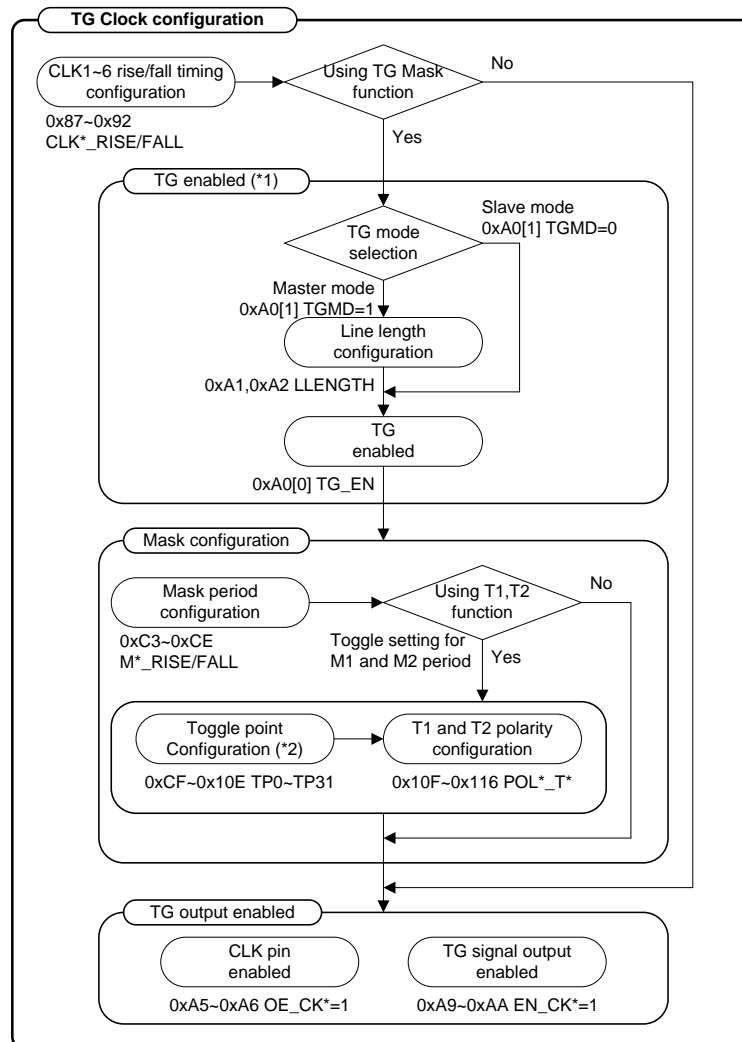 TG Clock configuration
CLK1~6 rise/fall timing
configuration
0x87~0x92
CLK*_RISE/FALL
Using TG Mask
function
No
Yes
TG enabled (*1)
TG mode
selection
Slave mode
0xA0[1] TGMD=0
Master mode
0xA0[1] TGMD=1
Line length
configuration
0xA1,0xA2 LLENGTH
TG
enabled
0xA0[0] TG_EN
Mask configuration
Mask period
configuration
0xC3~0xCE
M*_RISE/FALL
Using T1,T2
function
No
Toggle setting for
M1 and M2 period
Yes
Toggle point
Configuration (*2)
0xCF~0x10E TP0~TP31
T1 and T2 polarity
configuration
0x10F~0x116 POL*_T*
TG output enabled
CLK pin
enabled
0xA5~0xA6 OE_CK*=1
TG signal output
enabled
0xA9~0xAA EN_CK*=1